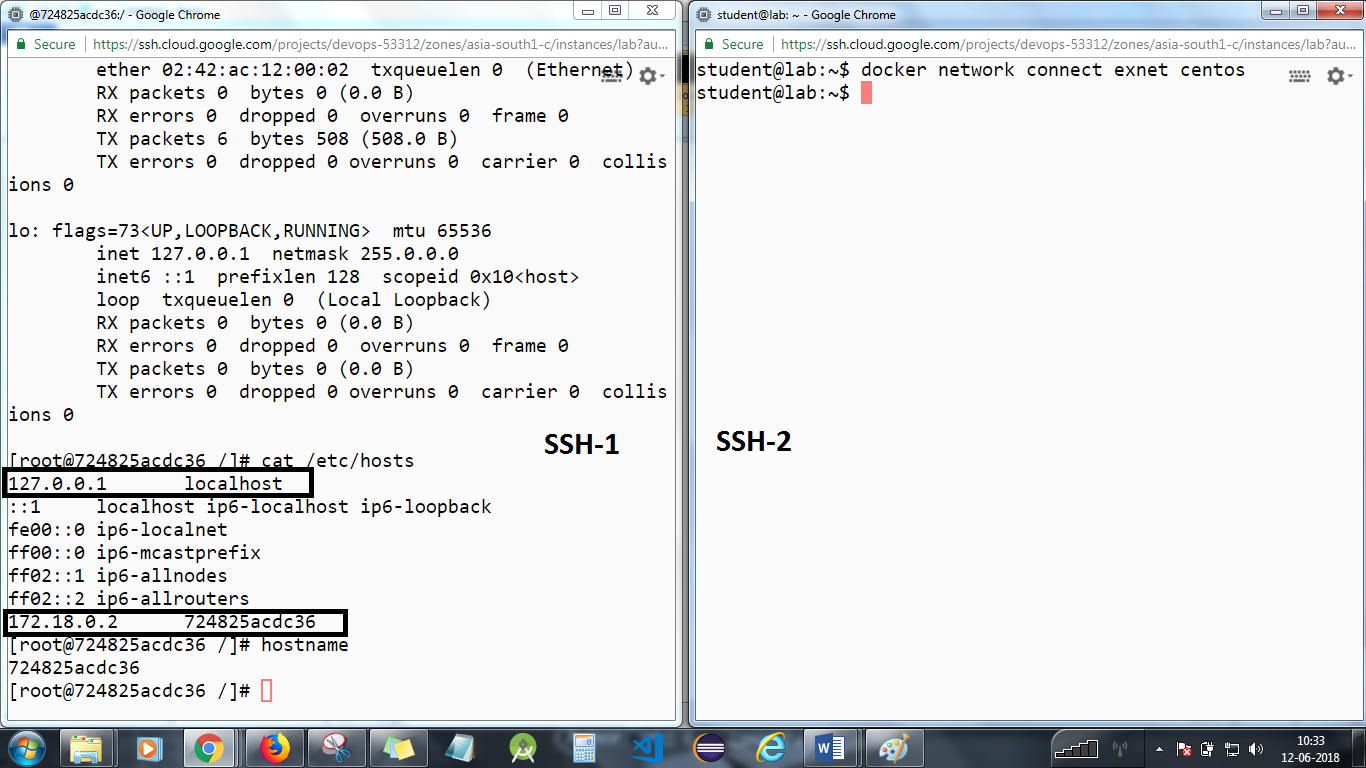 @724825acdc36:/ - Google Chrome
Secure https://ssh.cloud.google.com/projects/devops-53312/zones/asia-south1-c/instances/lab?au...
ether 02:42:ac:12:00:02 txqueuelen 0 (Ethernet)
RX packets 0 bytes 0 (0.0 B)
RX errors 0 dropped 0 overruns 0 frame 0
TX packets 6 bytes 508 (508.0 B)
TX errors 0 dropped 0 overruns 0 carrier 0 collis
ions 0
lo: flags=73<UP,LOOPBACK,RUNNING> mtu 65536
inet 127.0.0.1 netmask 255.0.0.0
inet6 ::1 prefixlen 128 scopeid 0x10<host>
loop txqueuelen 0 (Local Loopback)
RX packets 0 bytes 0 (0.0 B)
RX errors 0 dropped 0 overruns 0 frame 0
TX packets 0 bytes 0 (0.0 B)
TX errors 0 dropped 0 overruns 0 carrier 0 collis
ions 0
SSH-1
[root@724825acdc36 /]# cat /etc/hosts
127.0.0.1 localhost
::1 localhost ip6-localhost ip6-loopback
fe00::0 ip6-localnet
ff00::0 ip6-mcastprefix
ff02::1 ip6-allnodes
ff02::2 ip6-allrouters
172.18.0.2 724825acdc36
[root@724825acdc36 /]# hostname
724825acdc36
[root@724825acdc36 /]#
student@lab: ~ - Google Chrome
Secure https://ssh.cloud.google.com/projects/devops-53312/zones/asia-south1-c/instances/lab?au...
student@lab:~$ docker network connect exnet centos
student@lab:~$
SSH-2
10:33
12-06-2018